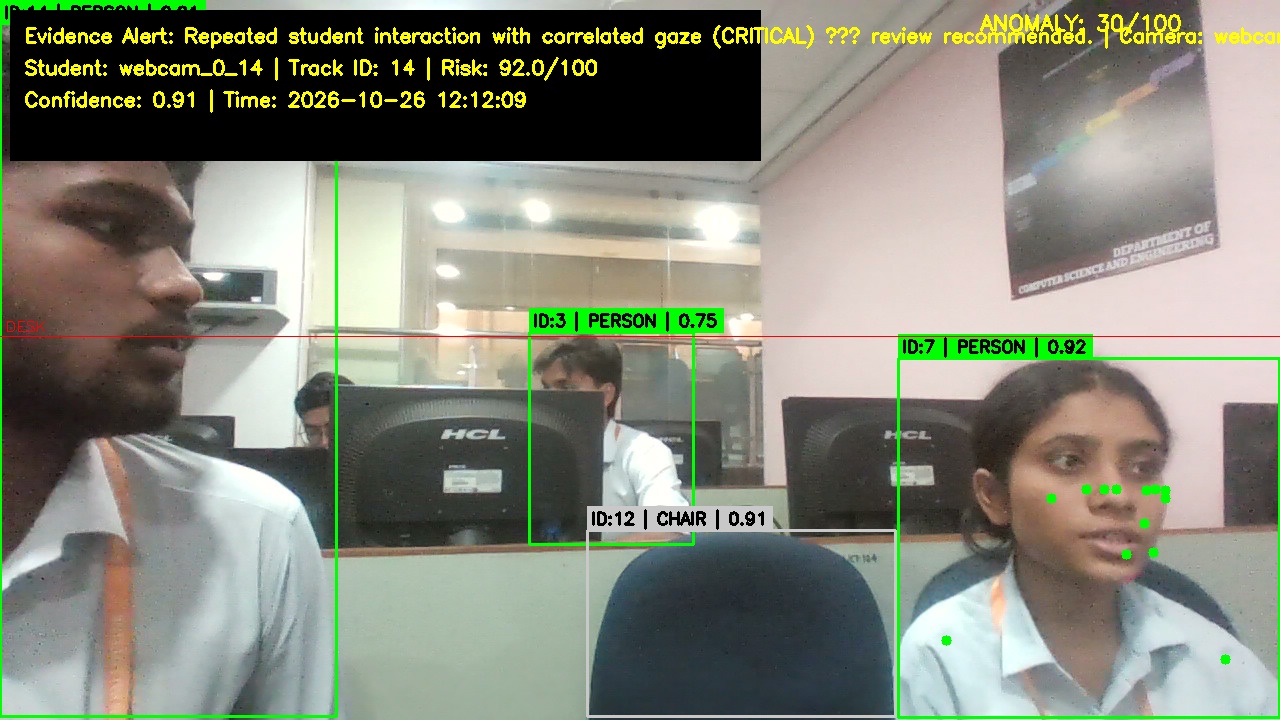 Evidence Alert: Repeated student interaction with correlated gaze (CRITICAL) ??? review recommended. | Camera: webcam
ANOMALY: 30/100
Student: webcam_0_14 | Track ID: 14 | Risk: 92.0/100
Confidence: 0.91 | Time: 2026-10-26 12:12:09
DEPARTMENT OF
COMPUTER SCIENCE AND ENGINEERING
DESK
ID:3 | PERSON | 0.75
ID:7 | PERSON | 0.92
HCL
HCL
HCL
ID:12 | CHAIR | 0.91